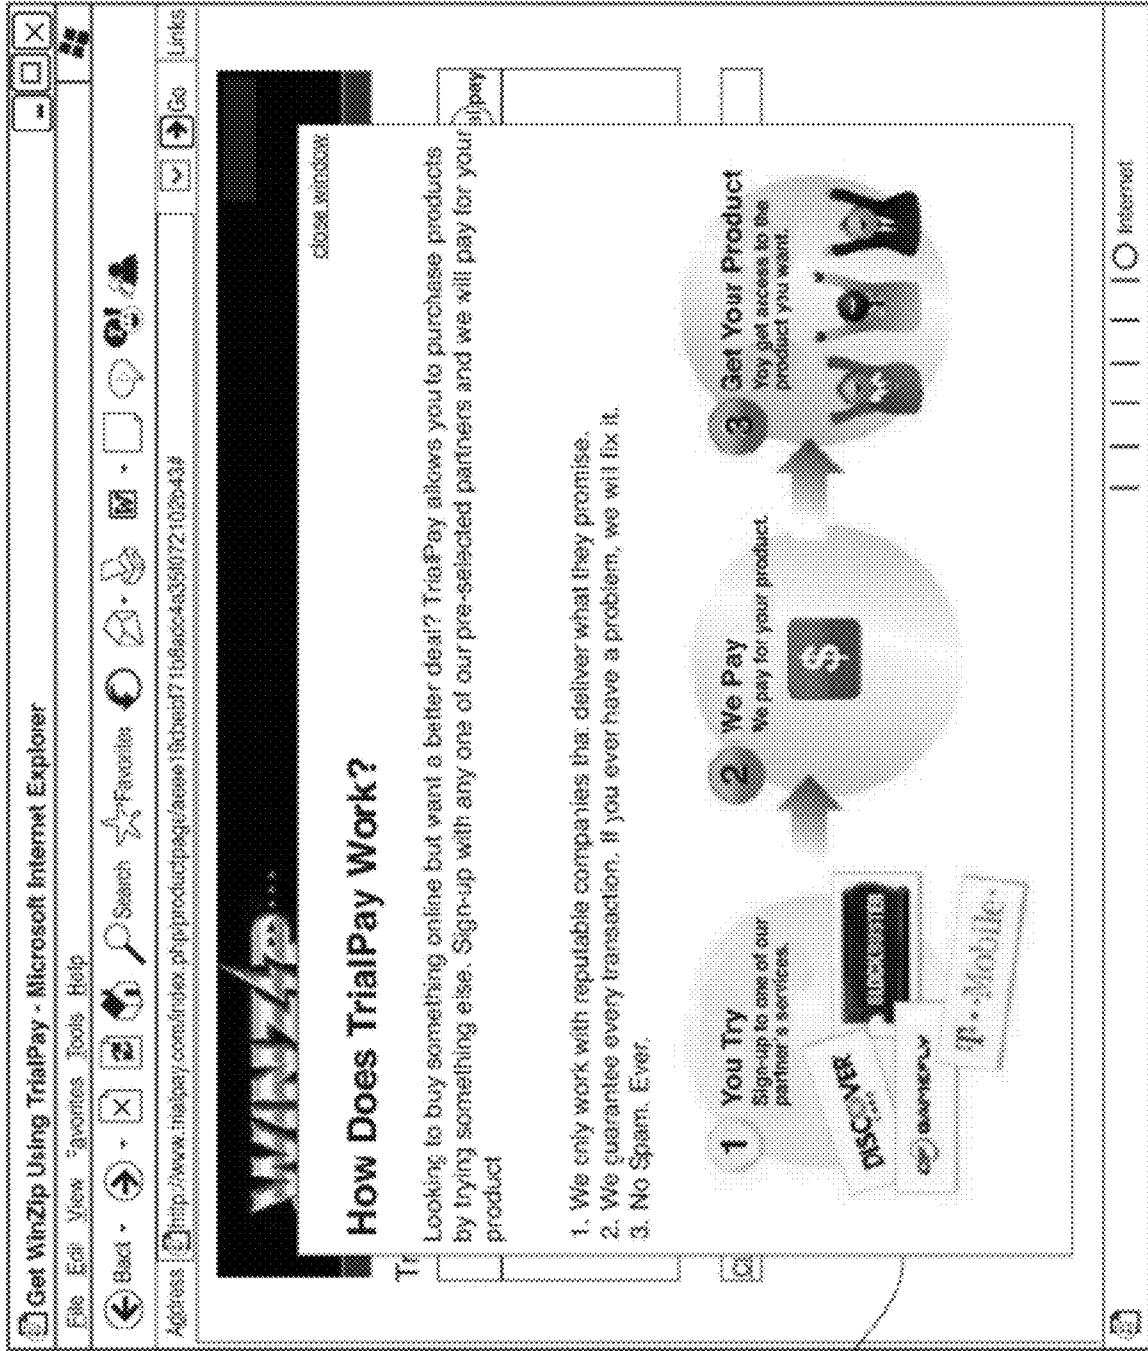 Get WinZip Using TrialPay - Microsoft Internet Explorer
File Edit View Favorites Tools Help
Back Search Favorites
Address Go Links
WINZIP
pay
close window
How Does TrialPay Work?
Looking to buy something online but want a better deal? TrialPay allows you to purchase products
by trying something else. Sign-up with any one of our pre-selected partners and we will pay for your
product
1. We only work with reputable companies that deliver what they promise.
2. We guarantee every transaction. If you ever have a problem, we will fix it.
3. No Spam. Ever.
1 You Try
Sign-up to one of our
partner's services.
DISCOVER
GAMEFLY
BLOCKBUSTER
T-Mobile
2 We Pay
We pay for your product.
$
3 Get Your Product
Yoy get access to the
product you want.
Internet